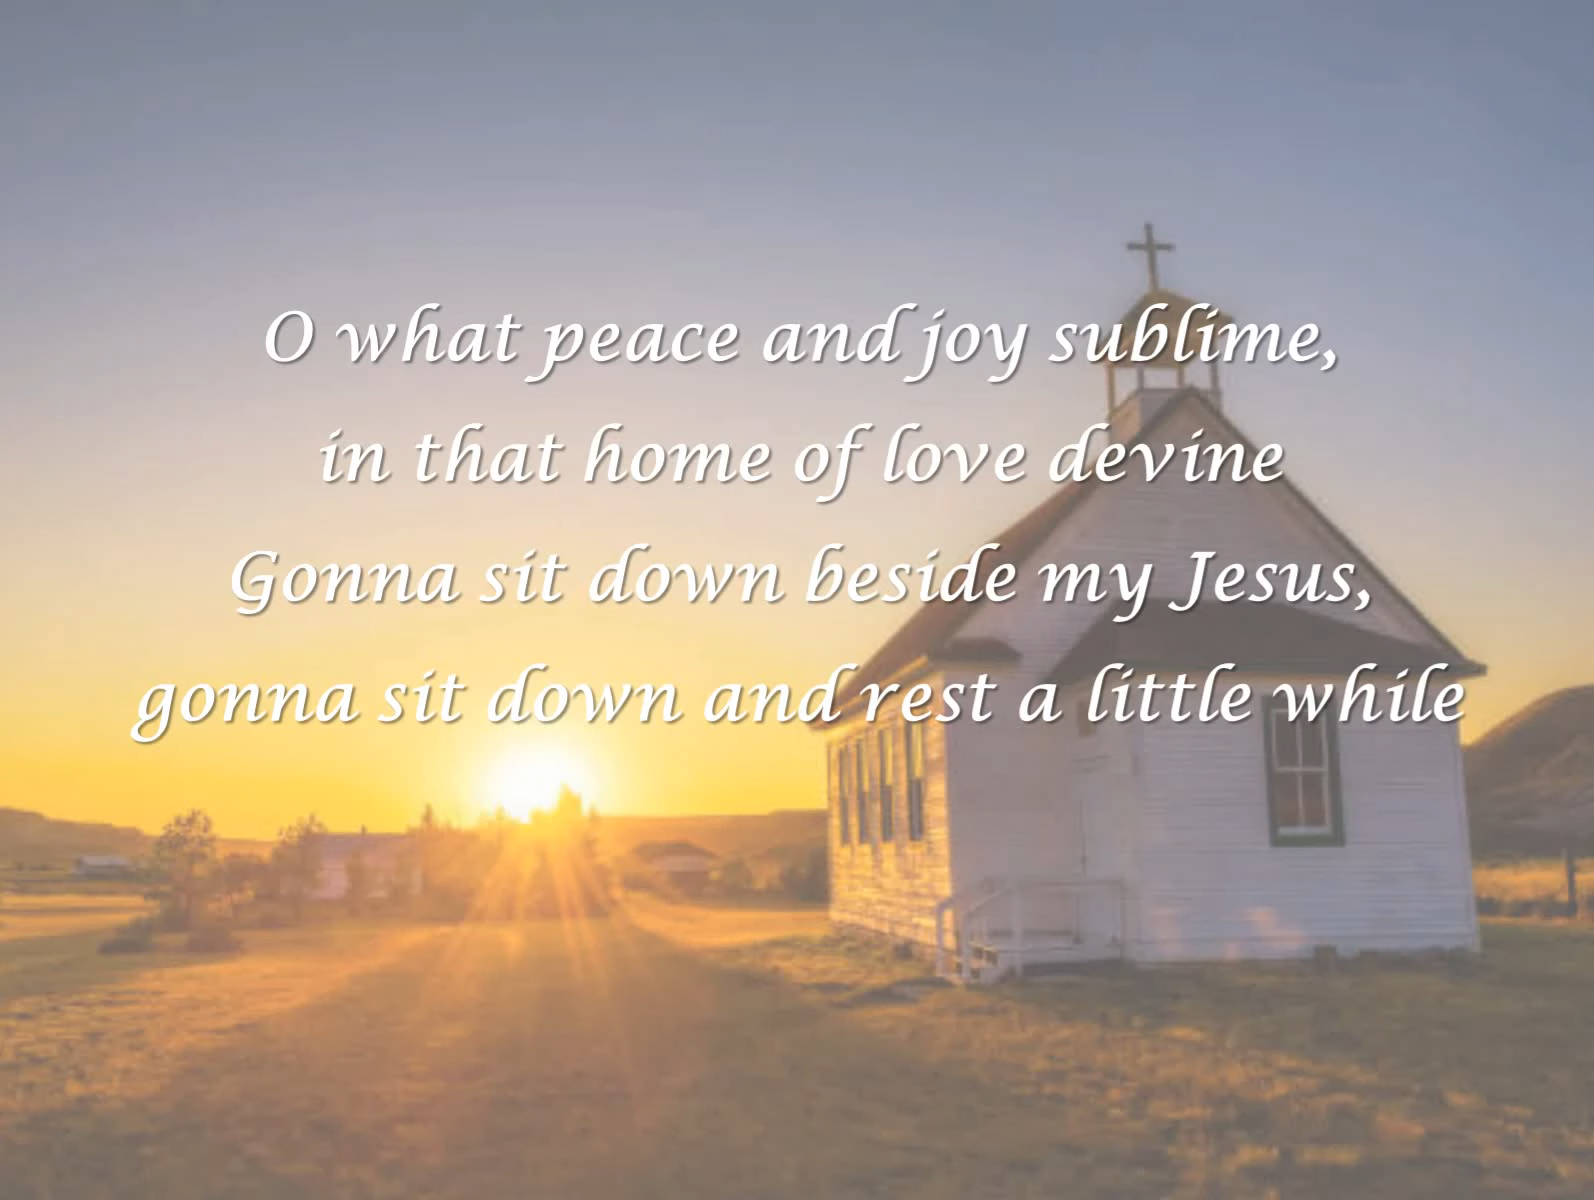 O what peace and joy sublime,
in that home of love devine
Gonna sit down beside my Jesus,
gonna sit down and rest a little while